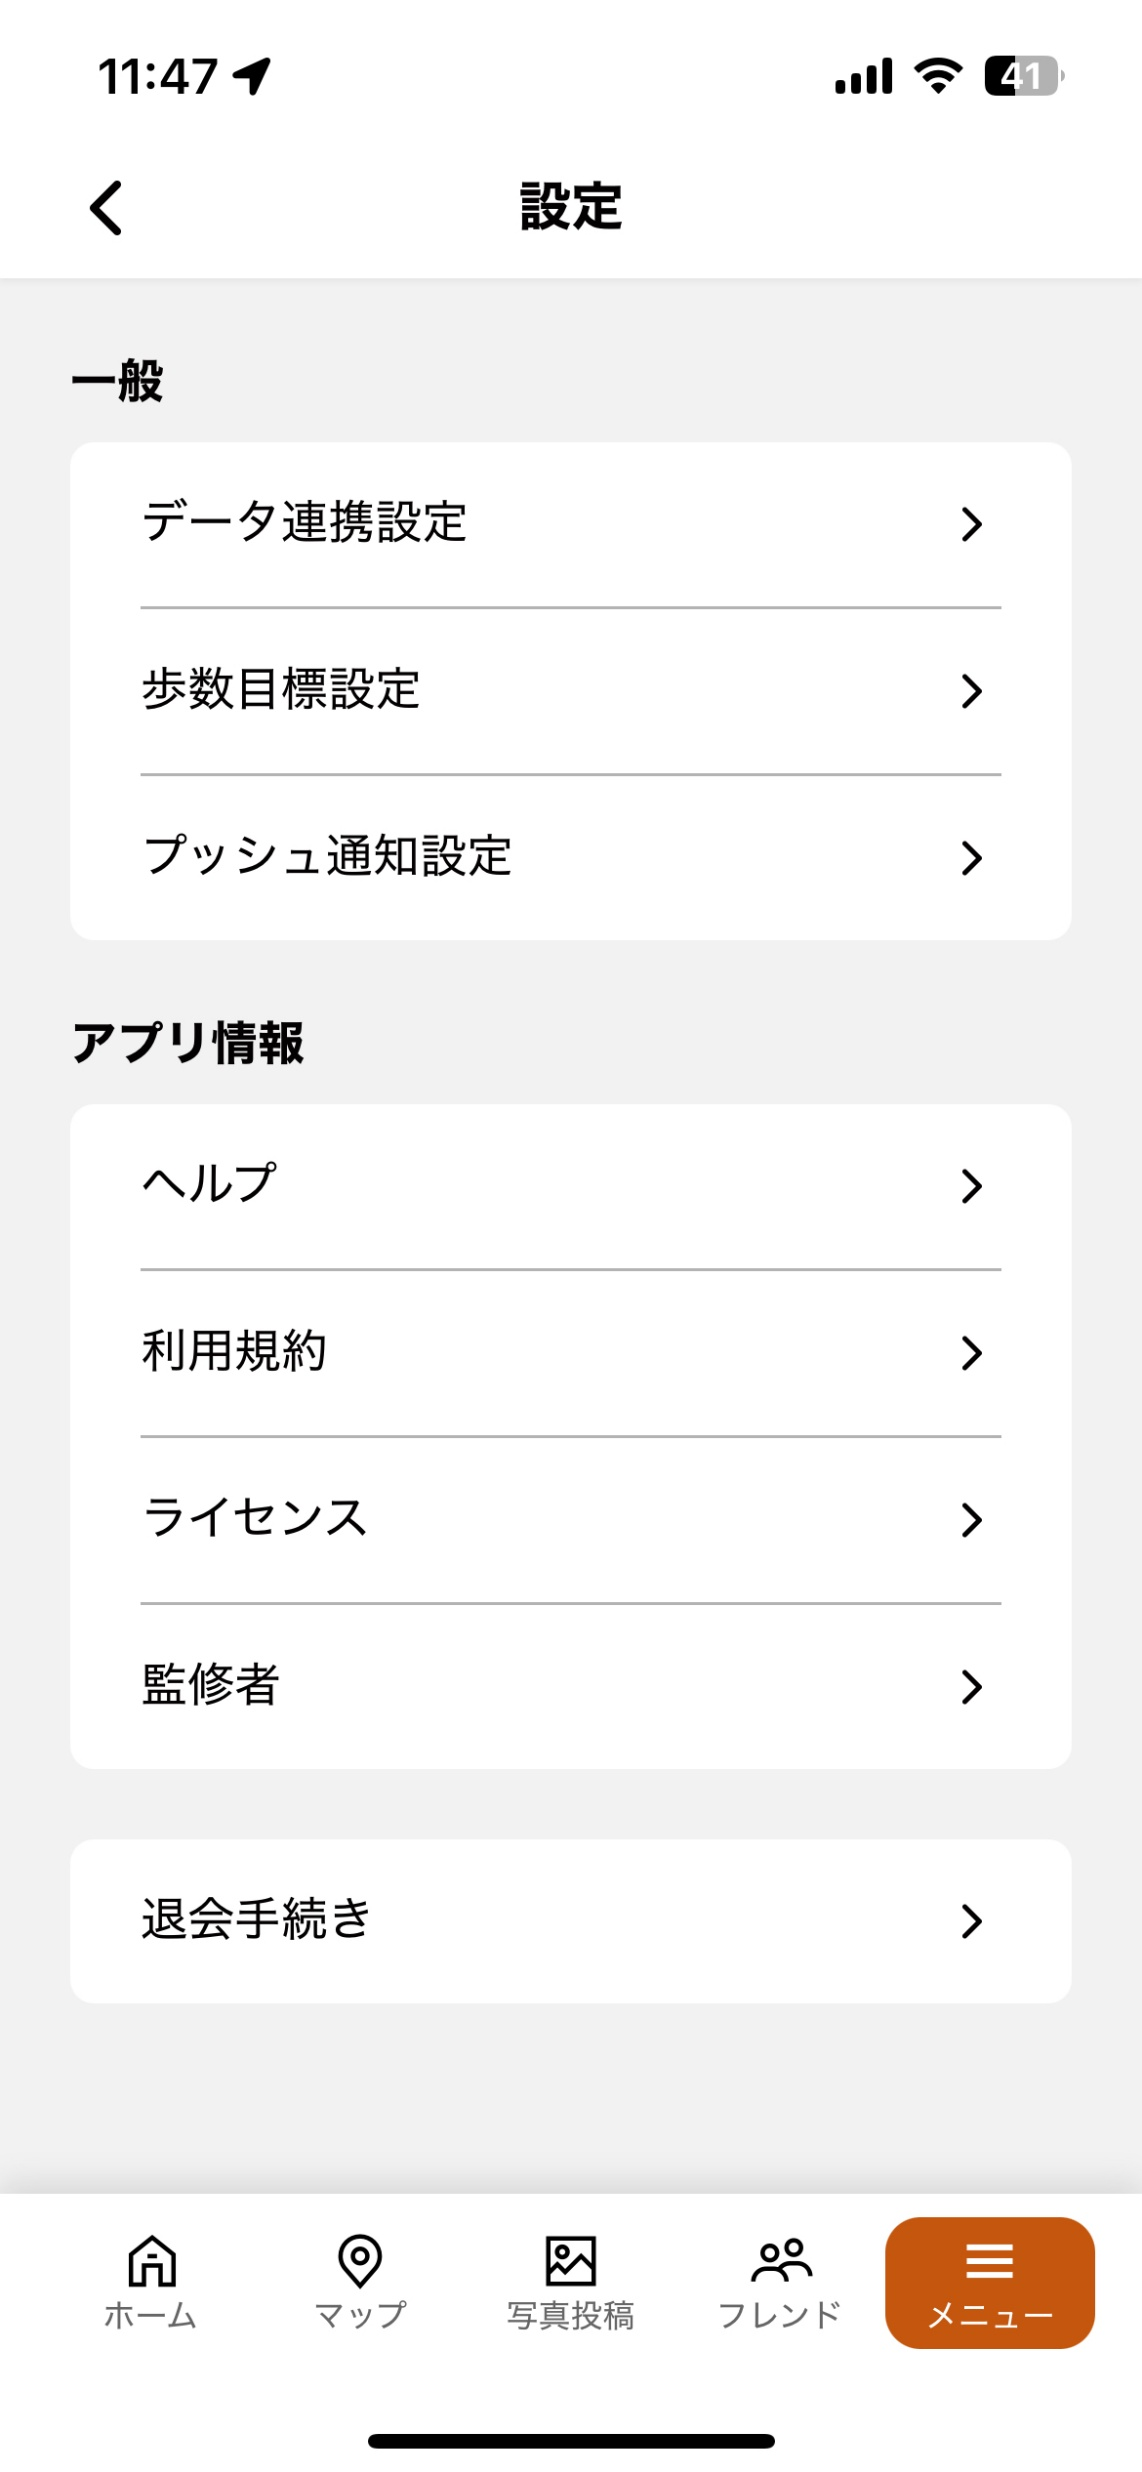 11:47
41
設定
一般
データ連携設定
歩数目標設定
プッシュ通知設定
アプリ情報
ヘルプ
利用規約
ライセンス
監修者
退会手続き
ホーム
マップ
写真投稿
フレンド
メニュー